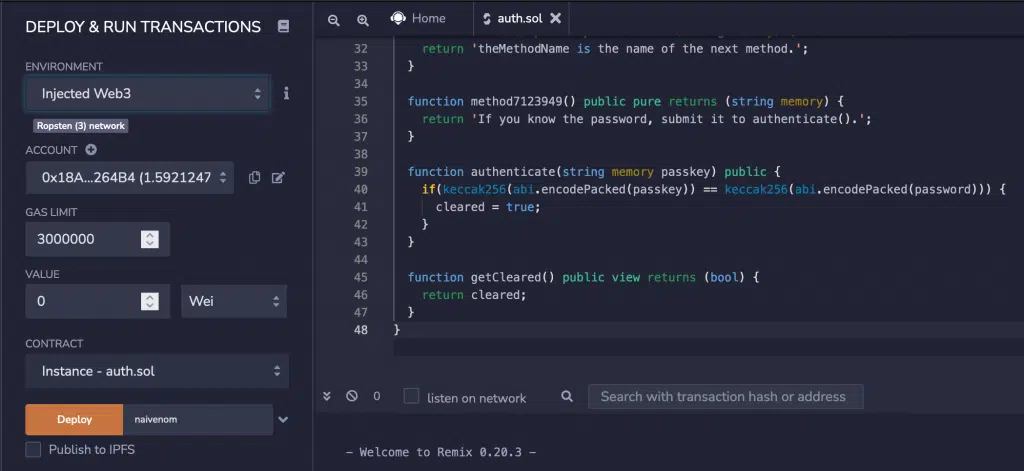 DEPLOY & RUN TRANSACTIONS
ENVIRONMENT
Injected Web3
Ropsten (3) network
ACCOUNT
0x18A...264B4 (1.5921247
GAS LIMIT
3000000
VALUE
0 Wei
CONTRACT
Instance - auth.sol
Deploy naivenom
Publish to IPFS
Home auth.sol
32 return 'theMethodName is the name of the next method.';
33 }
34
35 function method7123949() public pure returns (string memory) {
36 return 'If you know the password, submit it to authenticate().';
37 }
38
39 function authenticate(string memory passkey) public {
40 if(keccak256(abi.encodePacked(passkey)) == keccak256(abi.encodePacked(password))) {
41 cleared = true;
42 }
43 }
44
45 function getCleared() public view returns (bool) {
46 return cleared;
47 }
48 }
0 listen on network Search with transaction hash or address
- Welcome to Remix 0.20.3 -